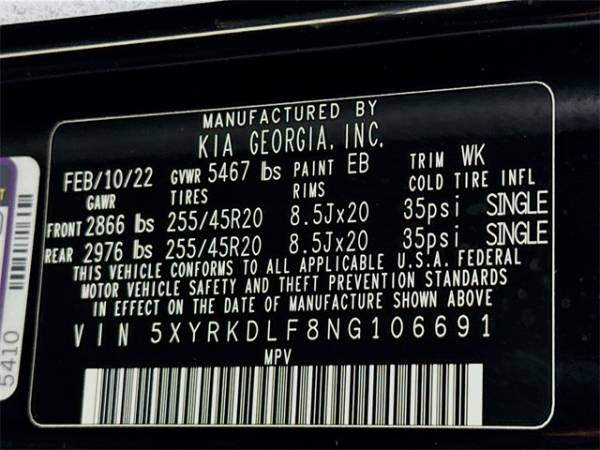 MANUFACTURED BY
KIA GEORGIA, INC.
FEB/10/22 GVWR 5467 lbs PAINT EB TRIM WK
GAWR TIRES RIMS COLD TIRE INFL
FRONT 2866 lbs 255/45R20 8.5Jx20 35psi SINGLE
REAR 2976 lbs 255/45R20 8.5Jx20 35psi SINGLE
THIS VEHICLE CONFORMS TO ALL APPLICABLE U.S.A. FEDERAL
MOTOR VEHICLE SAFETY AND THEFT PREVENTION STANDARDS
IN EFFECT ON THE DATE OF MANUFACTURE SHOWN ABOVE
VIN 5XYRKDLF8NG106691
MPV
5410